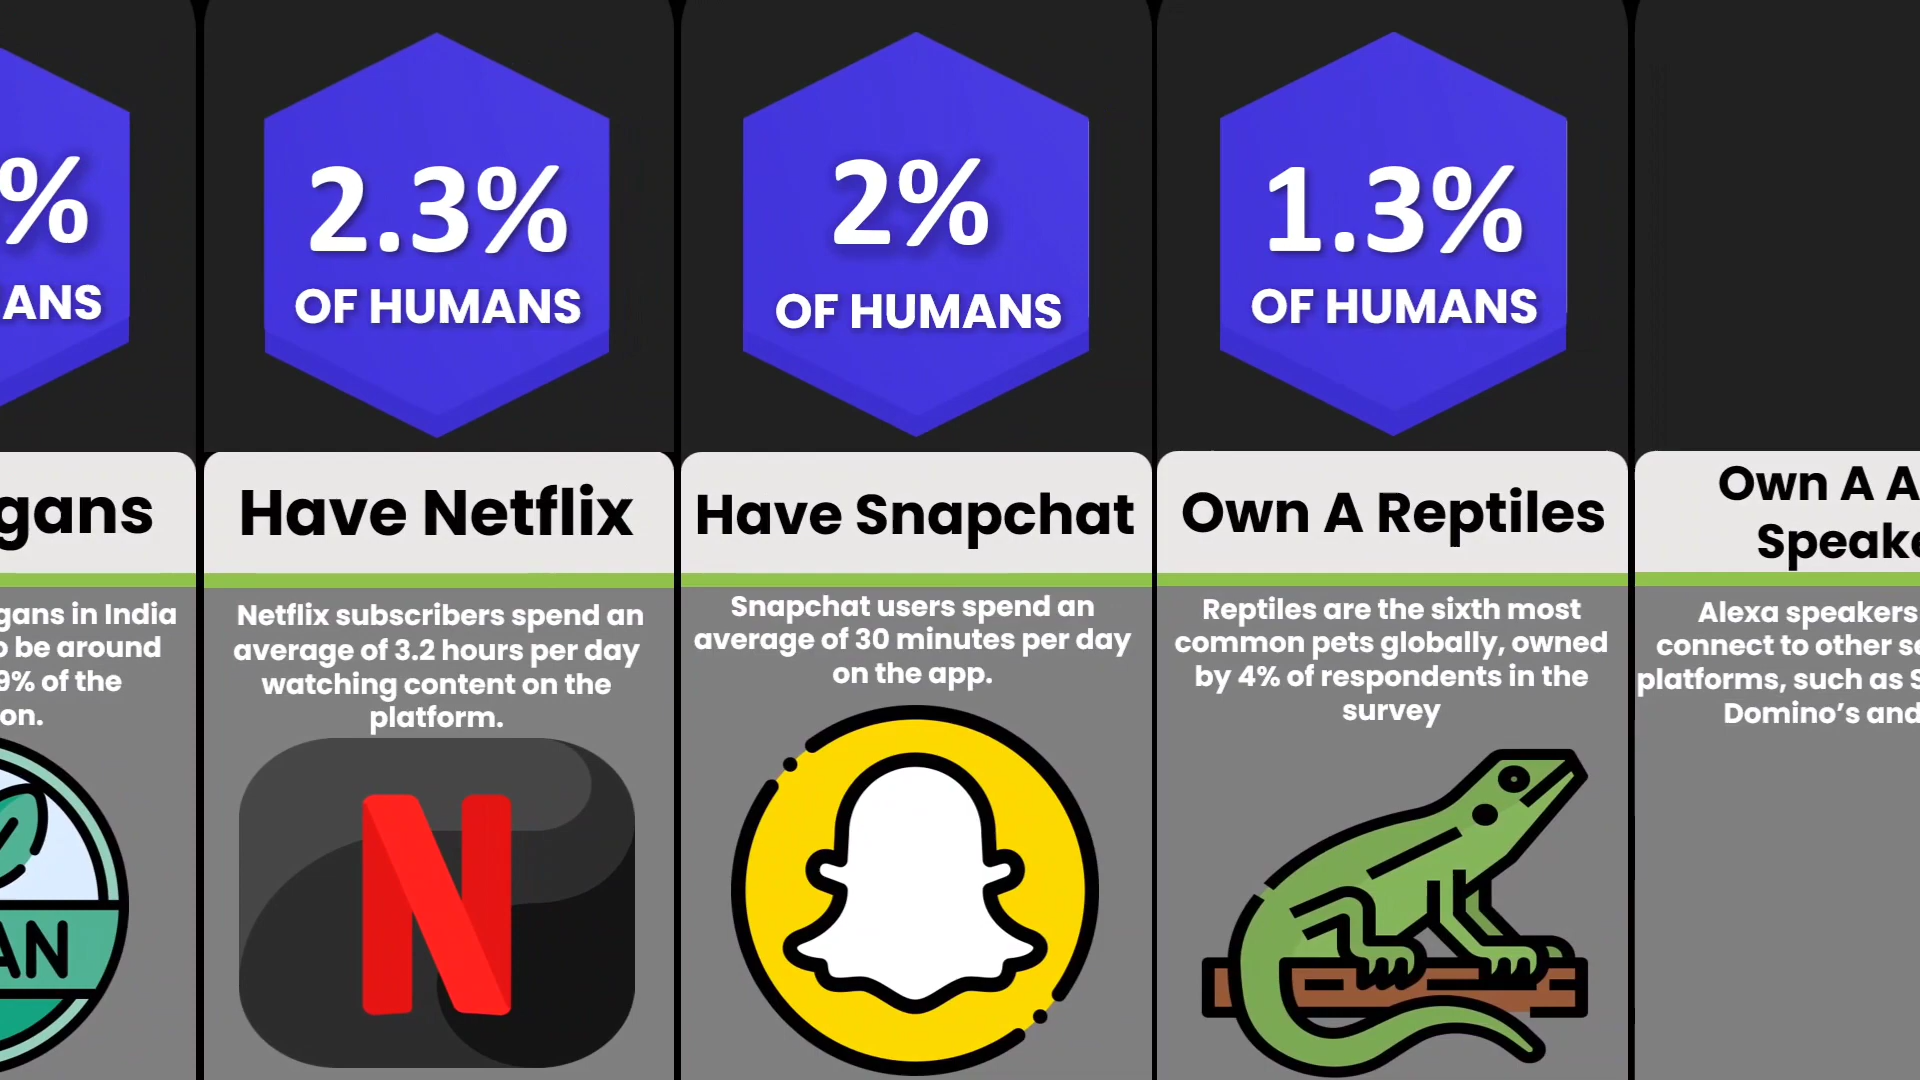 %
ANS
gans
gans in India
o be around
9% of the
on.
AN
2.3%
OF HUMANS
Have Netflix
Netflix subscribers spend an
average of 3.2 hours per day
watching content on the
platform.
N
2%
OF HUMANS
Have Snapchat
Snapchat users spend an
average of 30 minutes per day
on the app.
1.3%
OF HUMANS
Own A Reptiles
Reptiles are the sixth most
common pets globally, owned
by 4% of respondents in the
survey
Own A A
Speake
Alexa speakers
connect to other se
platforms, such as S
Domino’s and